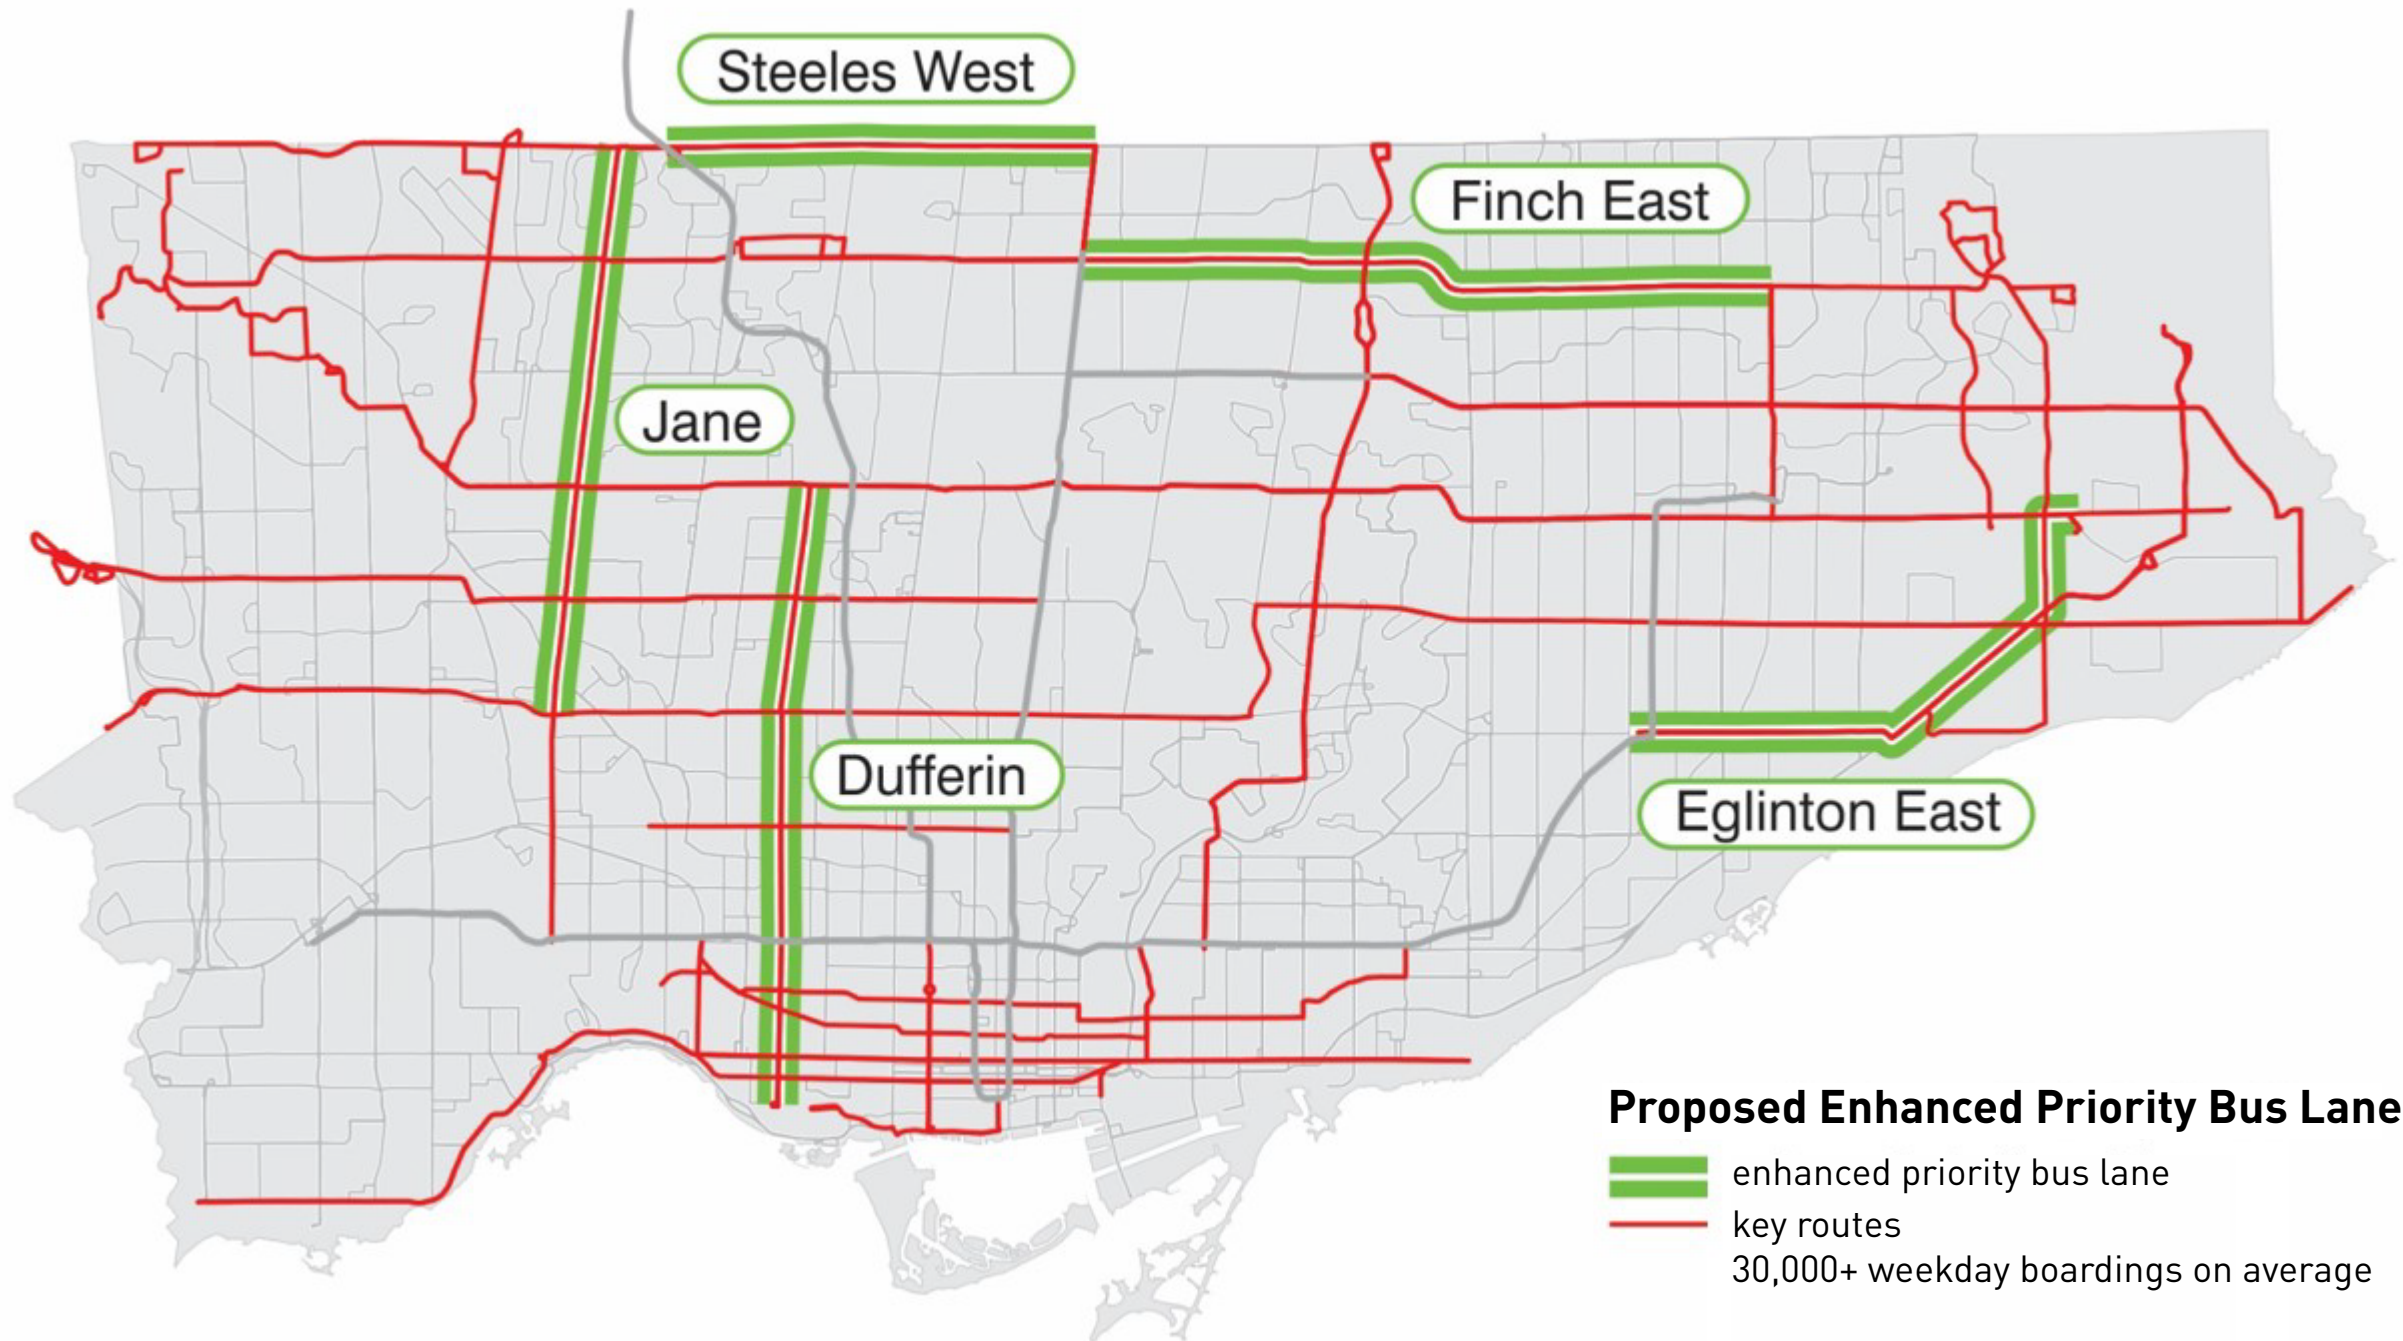 Steeles West
Finch East
Jane
Dufferin
Eglinton East
Proposed Enhanced Priority Bus Lane
enhanced priority bus lane
key routes
30,000+ weekday boardings on average